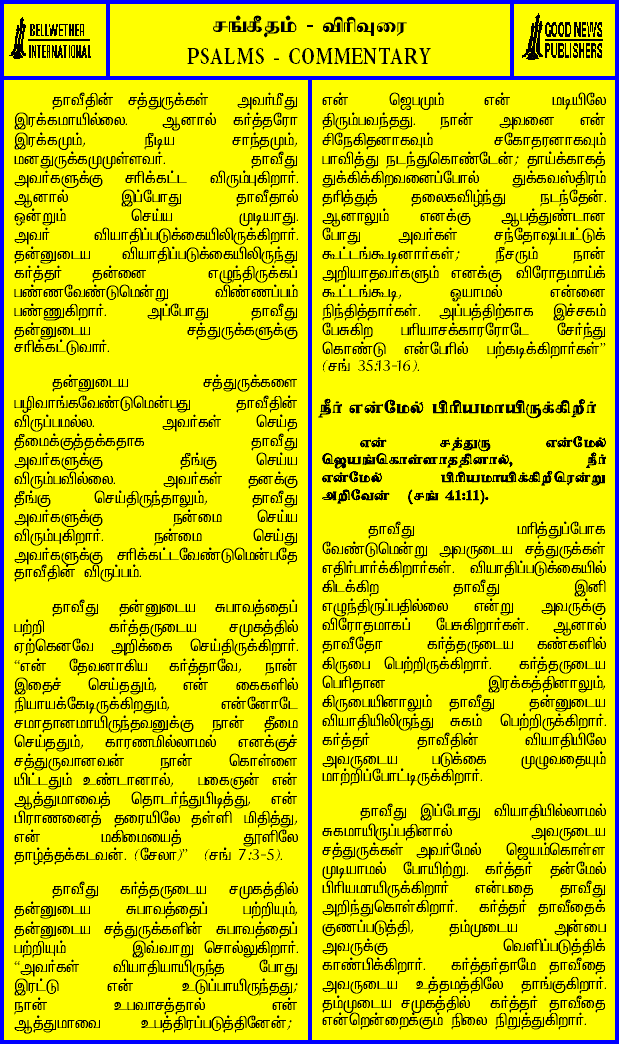 BELLWETHER
INTERNATIONAL
சங்கீதம் - விரிவுரை
PSALMS - COMMENTARY
GOOD NEWS
PUBLISHERS
தாவீதின் சத்துருக்கள் அவர்மீது
இரக்கமாயில்லை. ஆனால் கர்த்தரோ
இரக்கமும், நீடிய சாந்தமும்,
மனதுருக்கமுமுள்ளவர். தாவீது
அவர்களுக்கு சரிக்கட்ட விரும்புகிறார்.
ஆனால் இப்போது தாவீதால்
ஒன்றும் செய்ய முடியாது.
அவர் வியாதிப்படுக்கையிலிருக்கிறார்.
தன்னுடைய வியாதிப்படுக்கையிலிருந்து
கர்த்தர் தன்னை எழுந்திருக்கப்
பண்ணவேண்டுமென்று விண்ணப்பம்
பண்ணுகிறார். அப்போது தாவீது
தன்னுடைய சத்துருக்களுக்கு
சரிக்கட்டுவார்.
தன்னுடைய சத்துருக்களை
பழிவாங்கவேண்டுமென்பது தாவீதின்
விருப்பமல்ல. அவர்கள் செய்த
தீமைக்குத்தக்கதாக தாவீது
அவர்களுக்கு தீங்கு செய்ய
விரும்பவில்லை. அவர்கள் தனக்கு
தீங்கு செய்திருந்தாலும், தாவீது
அவர்களுக்கு நன்மை செய்ய
விரும்புகிறார். நன்மை செய்து
அவர்களுக்கு சரிக்கட்டவேண்டுமென்பதே
தாவீதின் விருப்பம்.
தாவீது தன்னுடைய சுபாவத்தைப்
பற்றி கர்த்தருடைய சமுகத்தில்
ஏற்கெனவே அறிக்கை செய்திருக்கிறார்.
“என் தேவனாகிய கர்த்தாவே, நான்
இதைச் செய்ததும், என் கைகளில்
நியாயக்கேடிருக்கிறதும், என்னோடே
சமாதானமாயிருந்தவனுக்கு நான் தீமை
செய்ததும், காரணமில்லாமல் எனக்குச்
சத்துருவானவன் நான் கொள்ளை
யிட்டதும் உண்டானால், பகைஞன் என்
ஆத்துமாவைத் தொடர்ந்துபிடித்து, என்
பிராணனைத் தரையிலே தள்ளி மிதித்து,
என் மகிமையைத் தூளிலே
தாழ்த்தக்கடவன். (சேலா)” (சங் 7:3-5).
தாவீது கர்த்தருடைய சமுகத்தில்
தன்னுடைய சுபாவத்தைப் பற்றியும்,
தன்னுடைய சத்துருக்களின் சுபாவத்தைப்
பற்றியும் இவ்வாறு சொல்லுகிறார்.
“அவர்கள் வியாதியாயிருந்த போது
இரட்டு என் உடுப்பாயிருந்தது;
நான் உபவாசத்தால் என்
ஆத்துமாவை உபத்திரப்படுத்தினேன்;
என் ஜெபமும் என் மடியிலே
திரும்பவந்தது. நான் அவனை என்
சிநேகிதனாகவும் சகோதரனாகவும்
பாவித்து நடந்துகொண்டேன்; தாய்க்காகத்
துக்கிக்கிறவனைப்போல் துக்கவஸ்திரம்
தரித்துத் தலைகவிழ்ந்து நடந்தேன்.
ஆனாலும் எனக்கு ஆபத்துண்டான
போது அவர்கள் சந்தோஷப்பட்டுக்
கூட்டங்கூடினார்கள்; நீசரும் நான்
அறியாதவர்களும் எனக்கு விரோதமாய்க்
கூட்டங்கூடி, ஓயாமல் என்னை
நிந்தித்தார்கள். அப்பத்திற்காக இச்சகம்
பேசுகிற பரியாசக்காரரோடே சேர்ந்து
கொண்டு என்பேரில் பற்கடிக்கிறார்கள்”
(சங் 35:13-16).
நீர் என்மேல் பிரியமாயிருக்கிறீர்
என் சத்துரு என்மேல்
ஜெயங்கொள்ளாததினால், நீர்
என்மேல் பிரியமாயிக்கிறீரென்று
அறிவேன் (சங் 41:11).
தாவீது மரித்துப்போக
வேண்டுமென்று அவருடைய சத்துருக்கள்
எதிர்பார்க்கிறார்கள். வியாதிப்படுக்கையில்
கிடக்கிற தாவீது இனி
எழுந்திருப்பதில்லை என்று அவருக்கு
விரோதமாகப் பேசுகிறார்கள். ஆனால்
தாவீதோ கர்த்தருடைய கண்களில்
கிருபை பெற்றிருக்கிறார். கர்த்தருடைய
பெரிதான இரக்கத்தினாலும்,
கிருபையினாலும் தாவீது தன்னுடைய
வியாதியிலிருந்து சுகம் பெற்றிருக்கிறார்.
கர்த்தர் தாவீதின் வியாதியிலே
அவருடைய படுக்கை முழுவதையும்
மாற்றிப்போட்டிருக்கிறார்.
தாவீது இப்போது வியாதியில்லாமல்
சுகமாயிருப்பதினால் அவருடைய
சத்துருக்கள் அவர்மேல் ஜெயம்கொள்ள
முடியாமல் போயிற்று. கர்த்தர் தன்மேல்
பிரியமாயிருக்கிறார் என்பதை தாவீது
அறிந்துகொள்கிறார். கர்த்தர் தாவீதைக்
குணப்படுத்தி, தம்முடைய அன்பை
அவருக்கு வெளிப்படுத்திக்
காண்பிக்கிறார். கர்த்தர்தாமே தாவீதை
அவருடைய உத்தமத்திலே தாங்குகிறார்.
தம்முடைய சமுகத்தில் கர்த்தர் தாவீதை
என்றென்றைக்கும் நிலை நிறுத்துகிறார்.